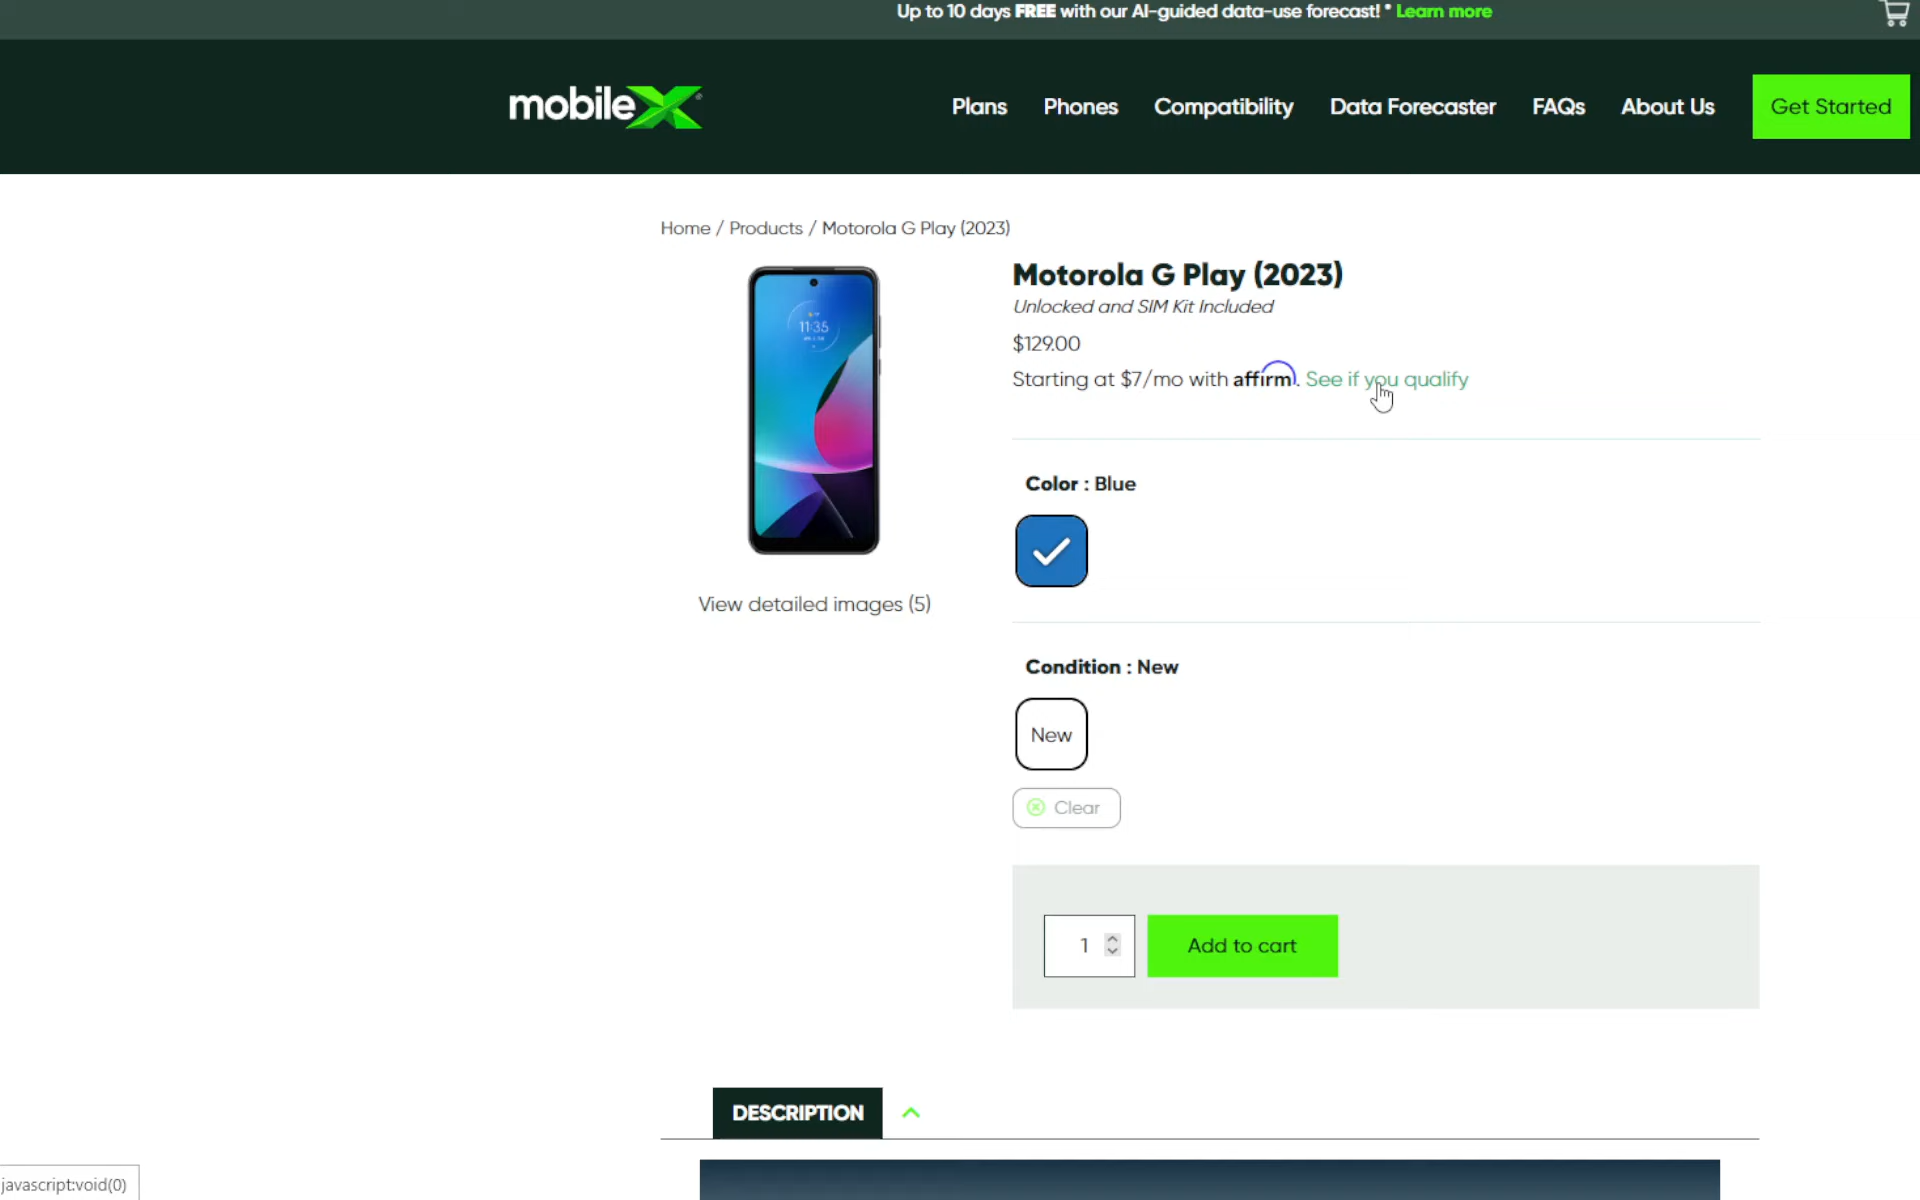 Up to 10 days FREE with our AI-guided data-use forecast! * Learn more
mobileX
Plans
Phones
Compatibility
Data Forecaster
FAQs
About Us
Get Started
Home / Products / Motorola G Play (2023)
Motorola G Play (2023)
Unlocked and SIM Kit Included
$129.00
Starting at $7/mo with affirm. See if you qualify
11:35
Color : Blue
View detailed images (5)
Condition : New
New
Clear
1
Add to cart
DESCRIPTION
javascript:void(0)